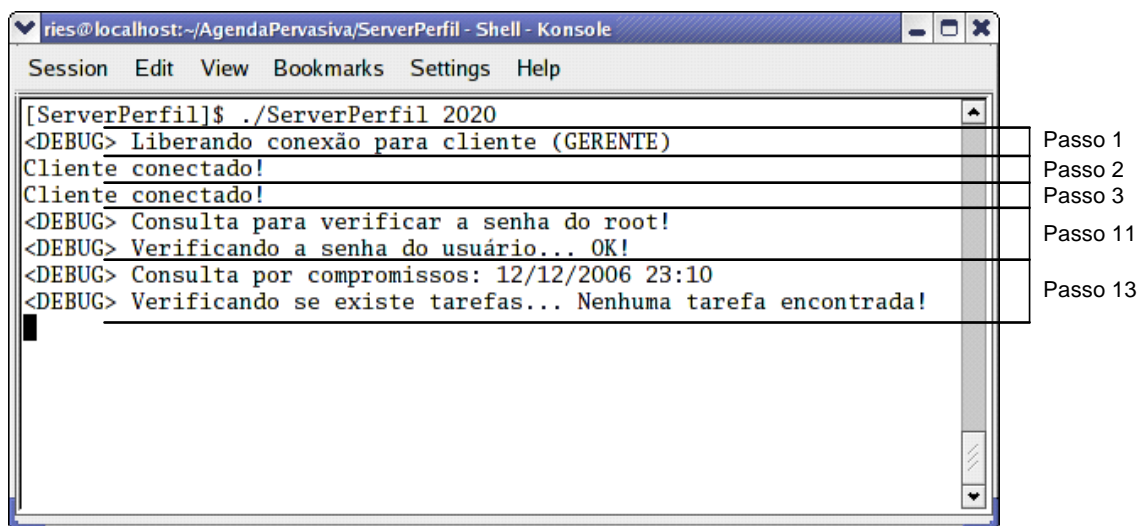 ries@localhost:~/AgendaPervasiva/ServerPerfil - Shell - Konsole
Session Edit View Bookmarks Settings Help
[ServerPerfil]$ ./ServerPerfil 2020
<DEBUG> Liberando conexão para cliente (GERENTE)
Passo 1
Cliente conectado!
Passo 2
Cliente conectado!
Passo 3
<DEBUG> Consulta para verificar a senha do root!
<DEBUG> Verificando a senha do usuário... OK!
Passo 11
<DEBUG> Consulta por compromissos: 12/12/2006 23:10
<DEBUG> Verificando se existe tarefas... Nenhuma tarefa encontrada!
Passo 13